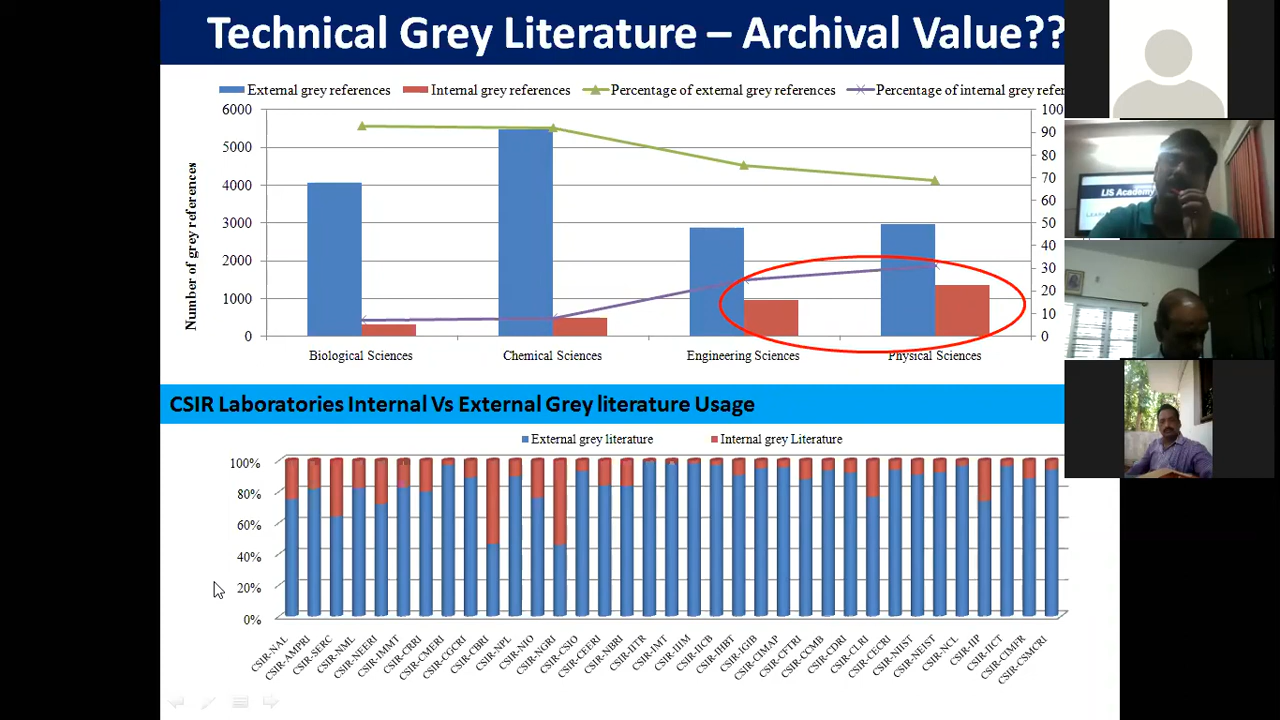 Technical Grey Literature – Archival Value??
External grey references
Internal grey references
Percentage of external grey references
Percentage of internal grey refer
6000
5000
4000
3000
2000
1000
0
Number of grey references
100
90
80
70
60
50
40
30
20
10
0
Biological Sciences
Chemical Sciences
Engineering Sciences
Physical Sciences
CSIR Laboratories Internal Vs External Grey literature Usage
External grey literature
Internal grey Literature
100%
80%
60%
40%
20%
0%
CSIR-NAL
CSIR-AMPRI
CSIR-SERC
CSIR-NML
CSIR-NEERI
CSIR-IMMT
CSIR-CRRI
CSIR-CMERI
CSIR-CGCRI
CSIR-CBRI
CSIR-NPL
CSIR-NIO
CSIR-NGRI
CSIR-CSIO
CSIR-CEERI
CSIR-NBRI
CSIR-IITR
CSIR-IMT
CSIR-IIIM
CSIR-IICB
CSIR-IHBT
CSIR-IGIB
CSIR-CIMAP
CSIR-CFTRI
CSIR-CCMB
CSIR-CDRI
CSIR-CLRI
CSIR-CECRI
CSIR-NIIST
CSIR-NEIST
CSIR-NCL
CSIR-IIP
CSIR-IICT
CSIR-CIMFR
CSIR-CSMCRI
LIS Academy